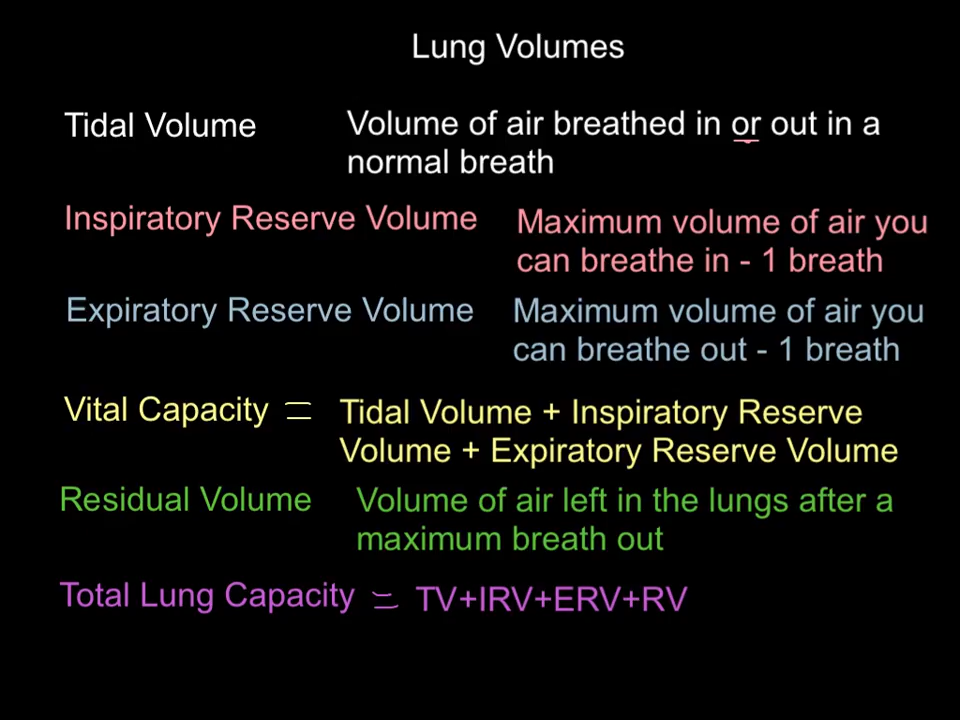 Lung Volumes
Tidal Volume
Volume of air breathed in or out in a
normal breath
Inspiratory Reserve Volume
Maximum volume of air you
can breathe in - 1 breath
Expiratory Reserve Volume
Maximum volume of air you
can breathe out - 1 breath
Vital Capacity =
Tidal Volume + Inspiratory Reserve
Volume + Expiratory Reserve Volume
Residual Volume
Volume of air left in the lungs after a
maximum breath out
Total Lung Capacity = TV+IRV+ERV+RV